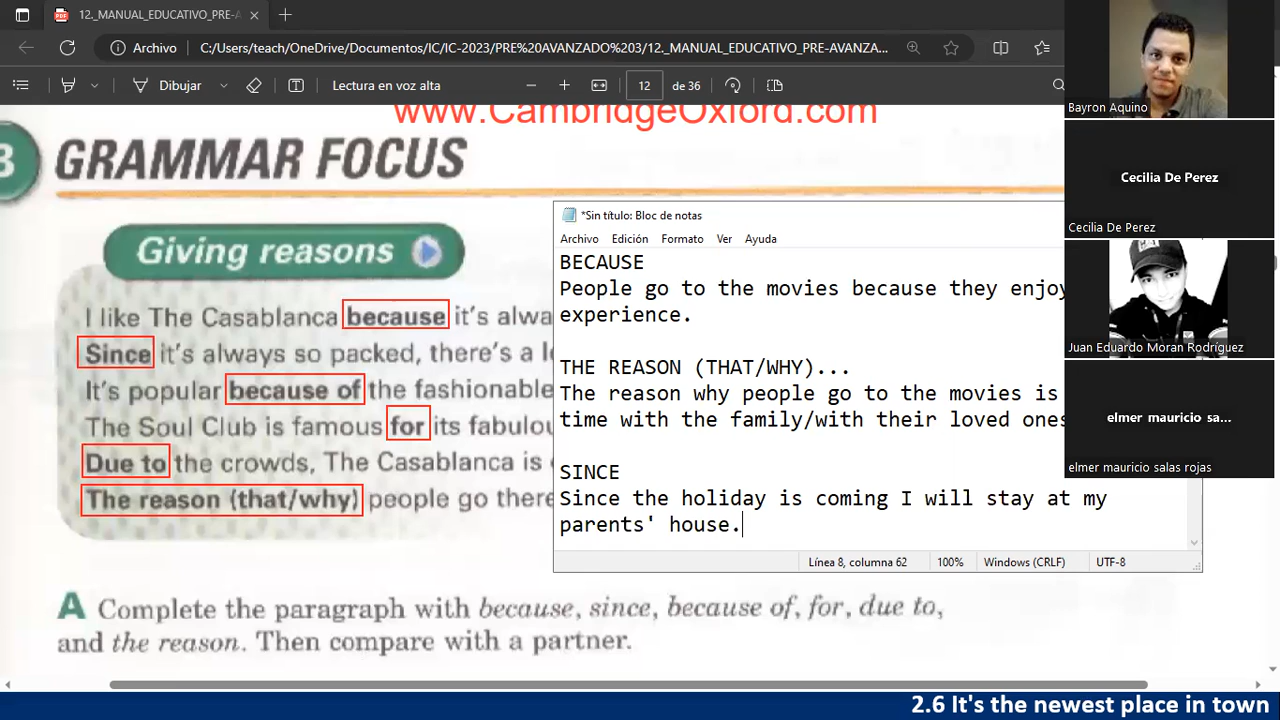 12._MANUAL_EDUCATIVO_PRE-A
Archivo
C:/Users/teach/OneDrive/Documentos/IC/IC-2023/PRE%20AVANZADO%203/12._MANUAL_EDUCATIVO_PRE-AVANZA...
Dibujar
Lectura en voz alta
12 de 36
www.CambridgeOxford.com
B GRAMMAR FOCUS
Giving reasons
I like The Casablanca because it's alwa
Since it's always so packed, there's a l
It's popular because of the fashionable
The Soul Club is famous for its fabulou
Due to the crowds, The Casablanca is
The reason (that/why) people go there
*Sin título: Bloc de notas
Archivo Edición Formato Ver Ayuda
BECAUSE
People go to the movies because they enjoy
experience.
THE REASON (THAT/WHY)...
The reason why people go to the movies is
time with the family/with their loved ones
SINCE
Since the holiday is coming I will stay at my
parents' house.
Línea 8, columna 62
100%
Windows (CRLF)
UTF-8
A Complete the paragraph with because, since, because of, for, due to,
and the reason. Then compare with a partner.
Bayron Aquino
Cecilia De Perez
Cecilia De Perez
Juan Eduardo Moran Rodriguez
elmer mauricio sa...
elmer mauricio salas rojas
2.6 It's the newest place in town